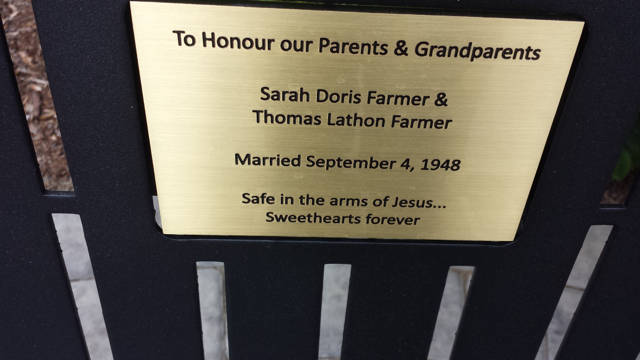 To Honour our Parents & Grandparents
Sarah Doris Farmer &
Thomas Lathon Farmer
Married September 4, 1948
Safe in the arms of Jesus...
Sweethearts forever